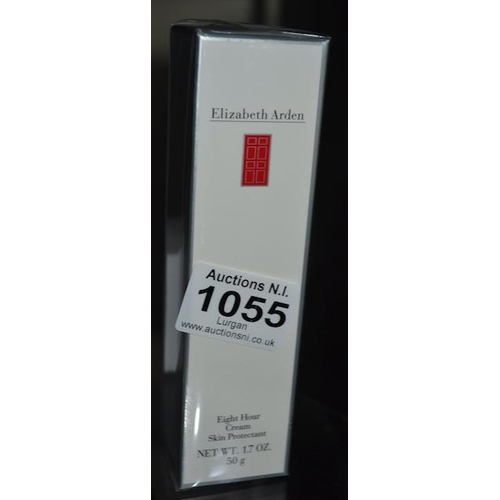 Elizabeth Arden
Auctions N.I.
1055
Lurgan
www.auctionsni.co.uk
Eight Hour
Cream
Skin Protectant
NET WT. 1.7 OZ.
50 g